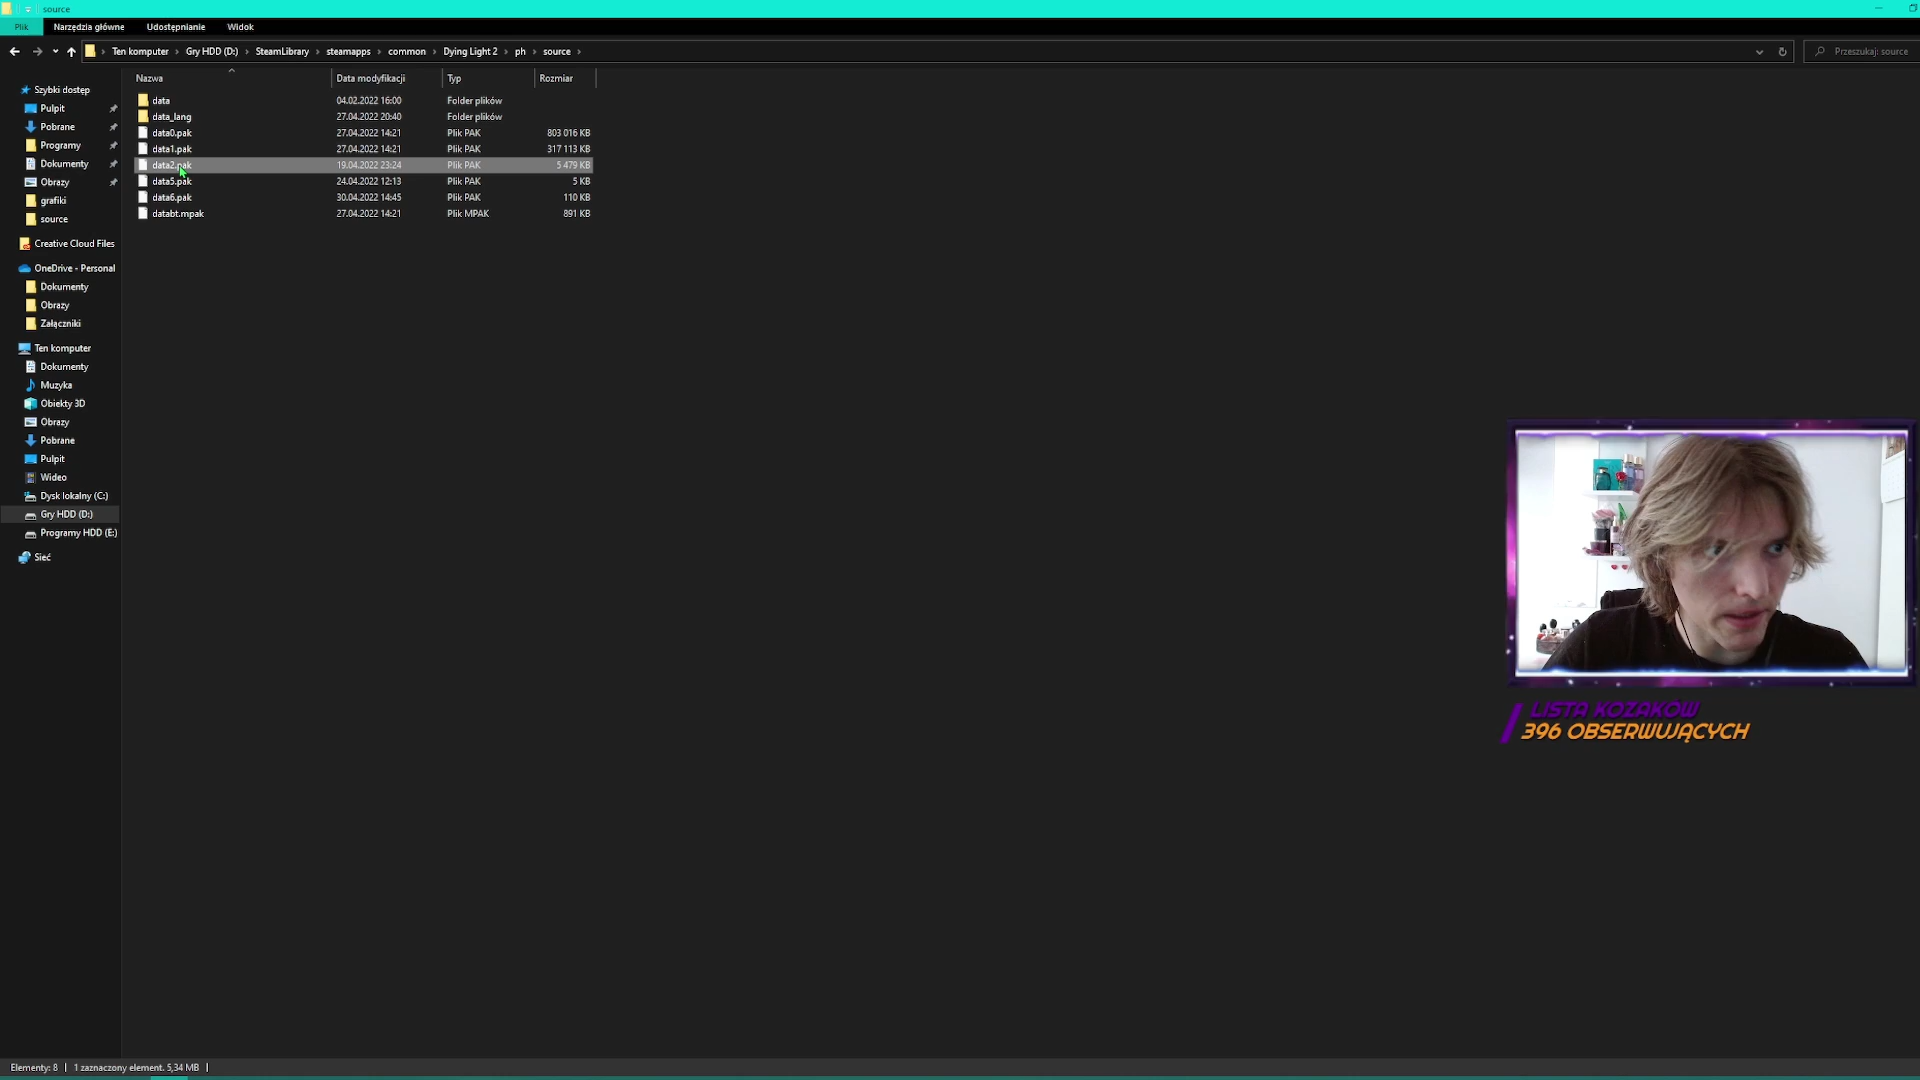 source
Plik Narzędzia główne Udostępnianie Widok
Ten komputer Gry HDD (D:) SteamLibrary steamapps common Dying Light 2 ph source Przeszukaj: source
Nazwa Data modyfikacji Typ Rozmiar
data 04.02.2022 16:00 Folder plików
data_lang 27.04.2022 20:40 Folder plików
data0.pak 27.04.2022 14:21 Plik PAK 803 016 KB
data1.pak 27.04.2022 14:21 Plik PAK 317 113 KB
data2.pak 19.04.2022 23:24 Plik PAK 5 479 KB
data5.pak 24.04.2022 12:13 Plik PAK 5 KB
data6.pak 30.04.2022 14:45 Plik PAK 110 KB
databt.mpak 27.04.2022 14:21 Plik MPAK 891 KB
Szybki dostęp
Pulpit
Pobrane
Programy
Dokumenty
Obrazy
grafiki
source
Creative Cloud Files
OneDrive - Personal
Dokumenty
Obrazy
Załączniki
Ten komputer
Dokumenty
Muzyka
Obiekty 3D
Obrazy
Pobrane
Pulpit
Wideo
Dysk lokalny (C:)
Gry HDD (D:)
Programy HDD (E:)
Sieć
LISTA KOZAKÓW
396 OBSERWUJĄCYCH
Elementy: 8 1 zaznaczony element. 5,34 MB